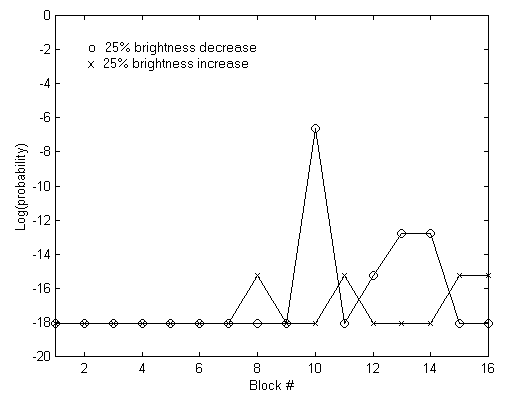 0
-2
o 25% brightness decrease
x 25% brightness increase
-4
-6
-8
-10
-12
-14
-16
-18
-20
Log(probability)
2 4 6 8 10 12 14 16
Block #